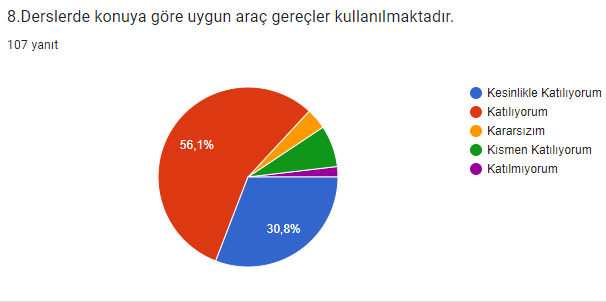 8.Derslerde konuya göre uygun araç gereçler kullanılmaktadır.
107 yanıt
Kesinlikle Katılıyorum
Katılıyorum
Kararsızım
Kısmen Katılıyorum
Katılmıyorum
56,1%
30,8%